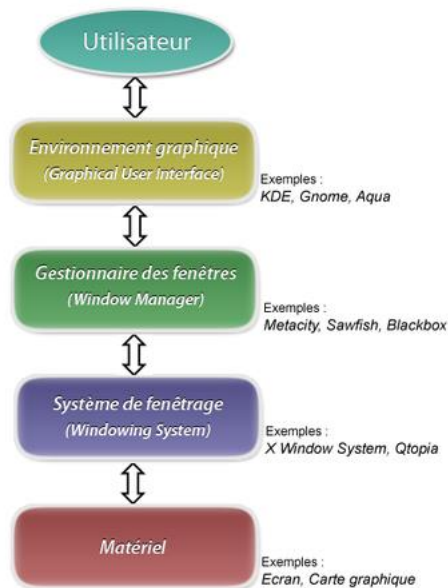 Utilisateur
Environnement graphique
(Graphical User Interface)
Exemples :
KDE, Gnome, Aqua
Gestionnaire des fenêtres
(Window Manager)
Exemples :
Metacity, Sawfish, Blackbox
Système de fenêtrage
(Windowing System)
Exemples :
X Window System, Qtopia
Matériel
Exemples :
Ecran, Carte graphique